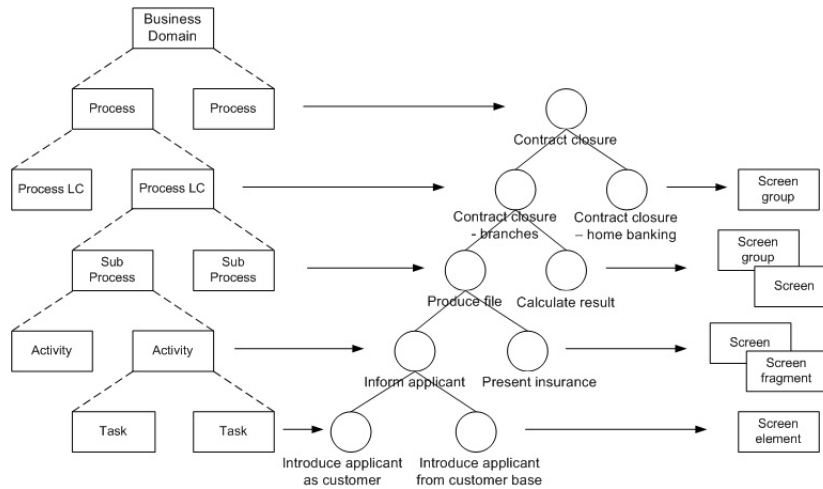 Business
Domain
Process
Process
Contract closure
Process LC
Process LC
Contract closure
- branches
Contract closure
– home banking
Screen
group
Sub
Process
Sub
Process
Produce file
Calculate result
Screen
group
Screen
Activity
Activity
Inform applicant
Present insurance
Screen
Screen
fragment
Task
Task
Introduce applicant
as customer
Introduce applicant
from customer base
Screen
element